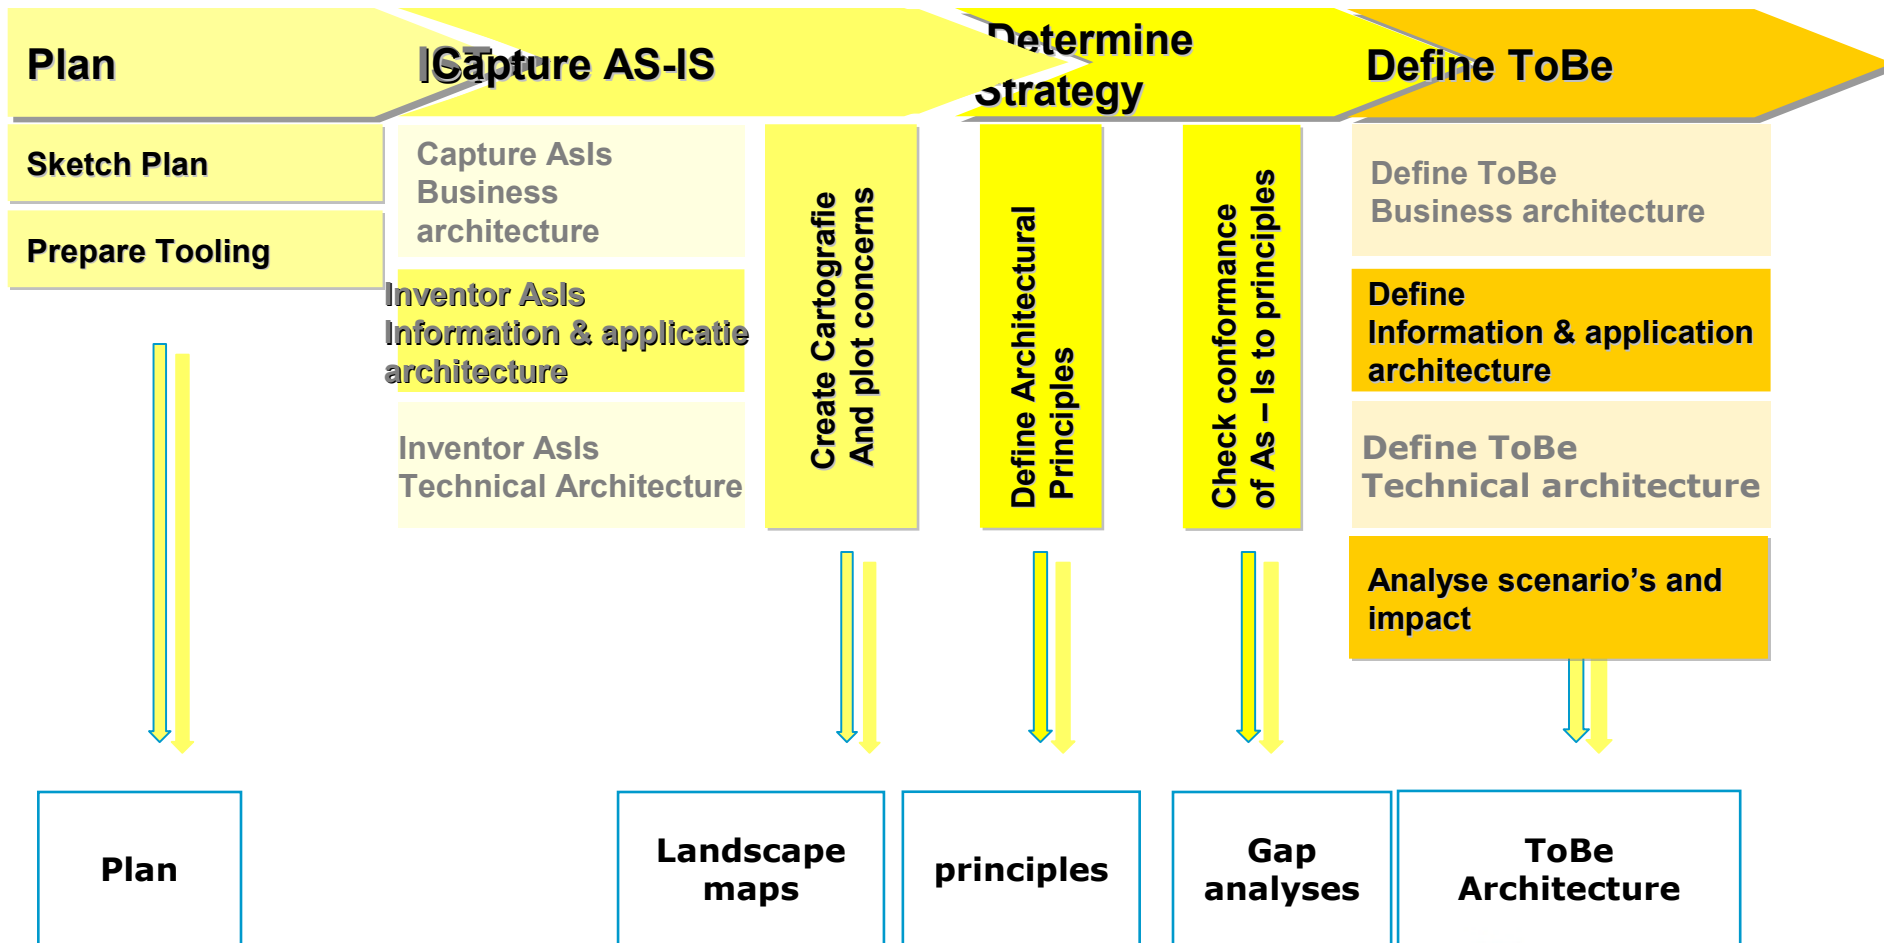 Plan
IST
Capture AS-IS
Determine
Strategy
Define ToBe
Sketch Plan
Prepare Tooling
Capture AsIs
Business
architecture
Inventor AsIs
Information & applicatie
architecture
Inventor AsIs
Technical Architecture
Create Cartografie
And plot concerns
Define Architectural
Principles
Check conformance
of As – Is to principles
Define ToBe
Business architecture
Define
Information & application
architecture
Define ToBe
Technical architecture
Analyse scenario’s and
impact
Plan
Landscape
maps
principles
Gap
analyses
ToBe
Architecture